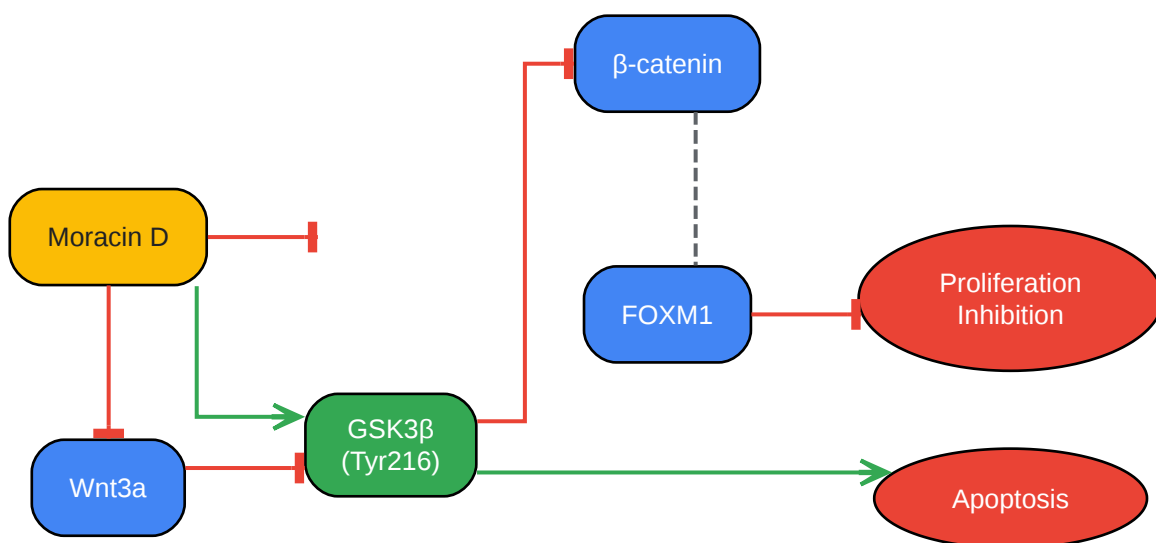 β-catenin
Moracin D
FOXM1
Proliferation
Inhibition
GSK3β
(Tyr216)
Wnt3a
Apoptosis